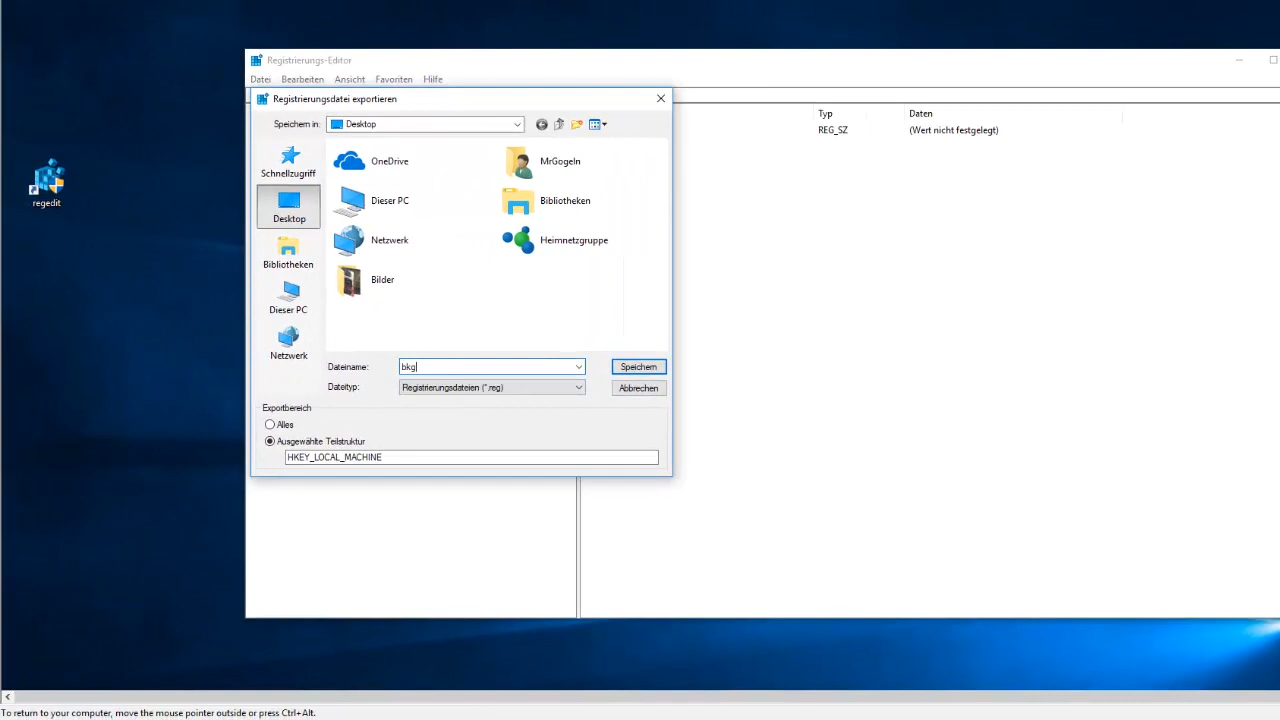 Registrierungs-Editor
Datei Bearbeiten Ansicht Favoriten Hilfe
Registrierungsdatei exportieren
Speichern in: Desktop
Typ Daten
REG_SZ (Wert nicht festgelegt)
OneDrive MrGogeln
Schnellzugriff
Dieser PC Bibliotheken
regedit
Desktop
Netzwerk Heimnetzgruppe
Bibliotheken
Bilder
Dieser PC
Netzwerk
Dateiname: bkg Speichern
Dateityp: Registrierungsdateien (*.reg) Abbrechen
Exportbereich
Alles
Ausgewählte Teilstruktur
HKEY_LOCAL_MACHINE
To return to your computer, move the mouse pointer outside or press Ctrl+Alt.